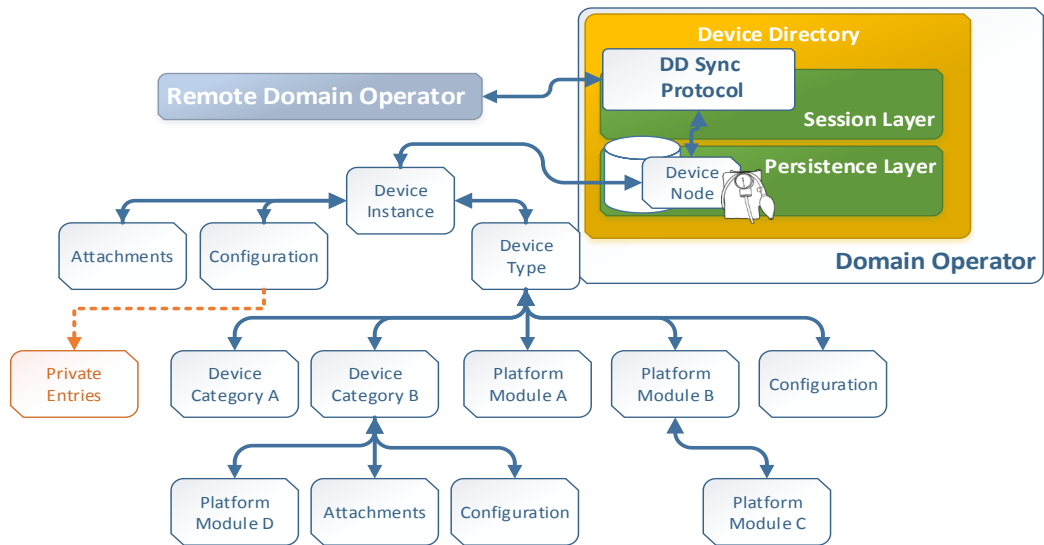 Device Directory
DD Sync
Protocol
Remote Domain Operator
Session Layer
Persistence Layer
Device
Node
Device
Instance
Attachments
Configuration
Device
Type
Domain Operator
Private
Entries
Device
Category A
Device
Category B
Platform
Module A
Platform
Module B
Configuration
Platform
Module D
Attachments
Configuration
Platform
Module C